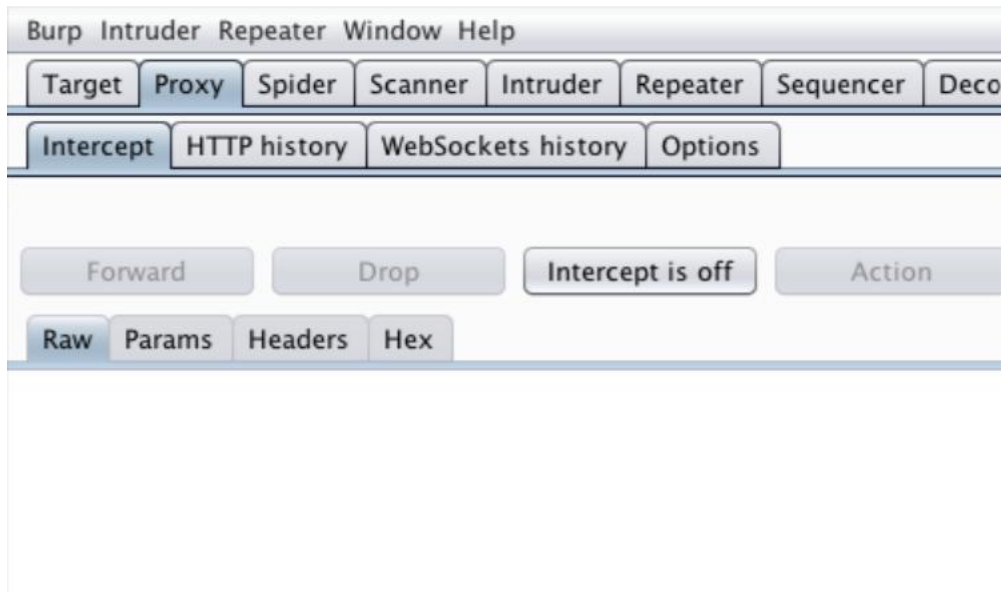 Burp Intruder Repeater Window Help
Target Proxy Spider Scanner Intruder Repeater Sequencer Deco
Intercept HTTP history WebSockets history Options
Forward Drop Intercept is off Action
Raw Params Headers Hex